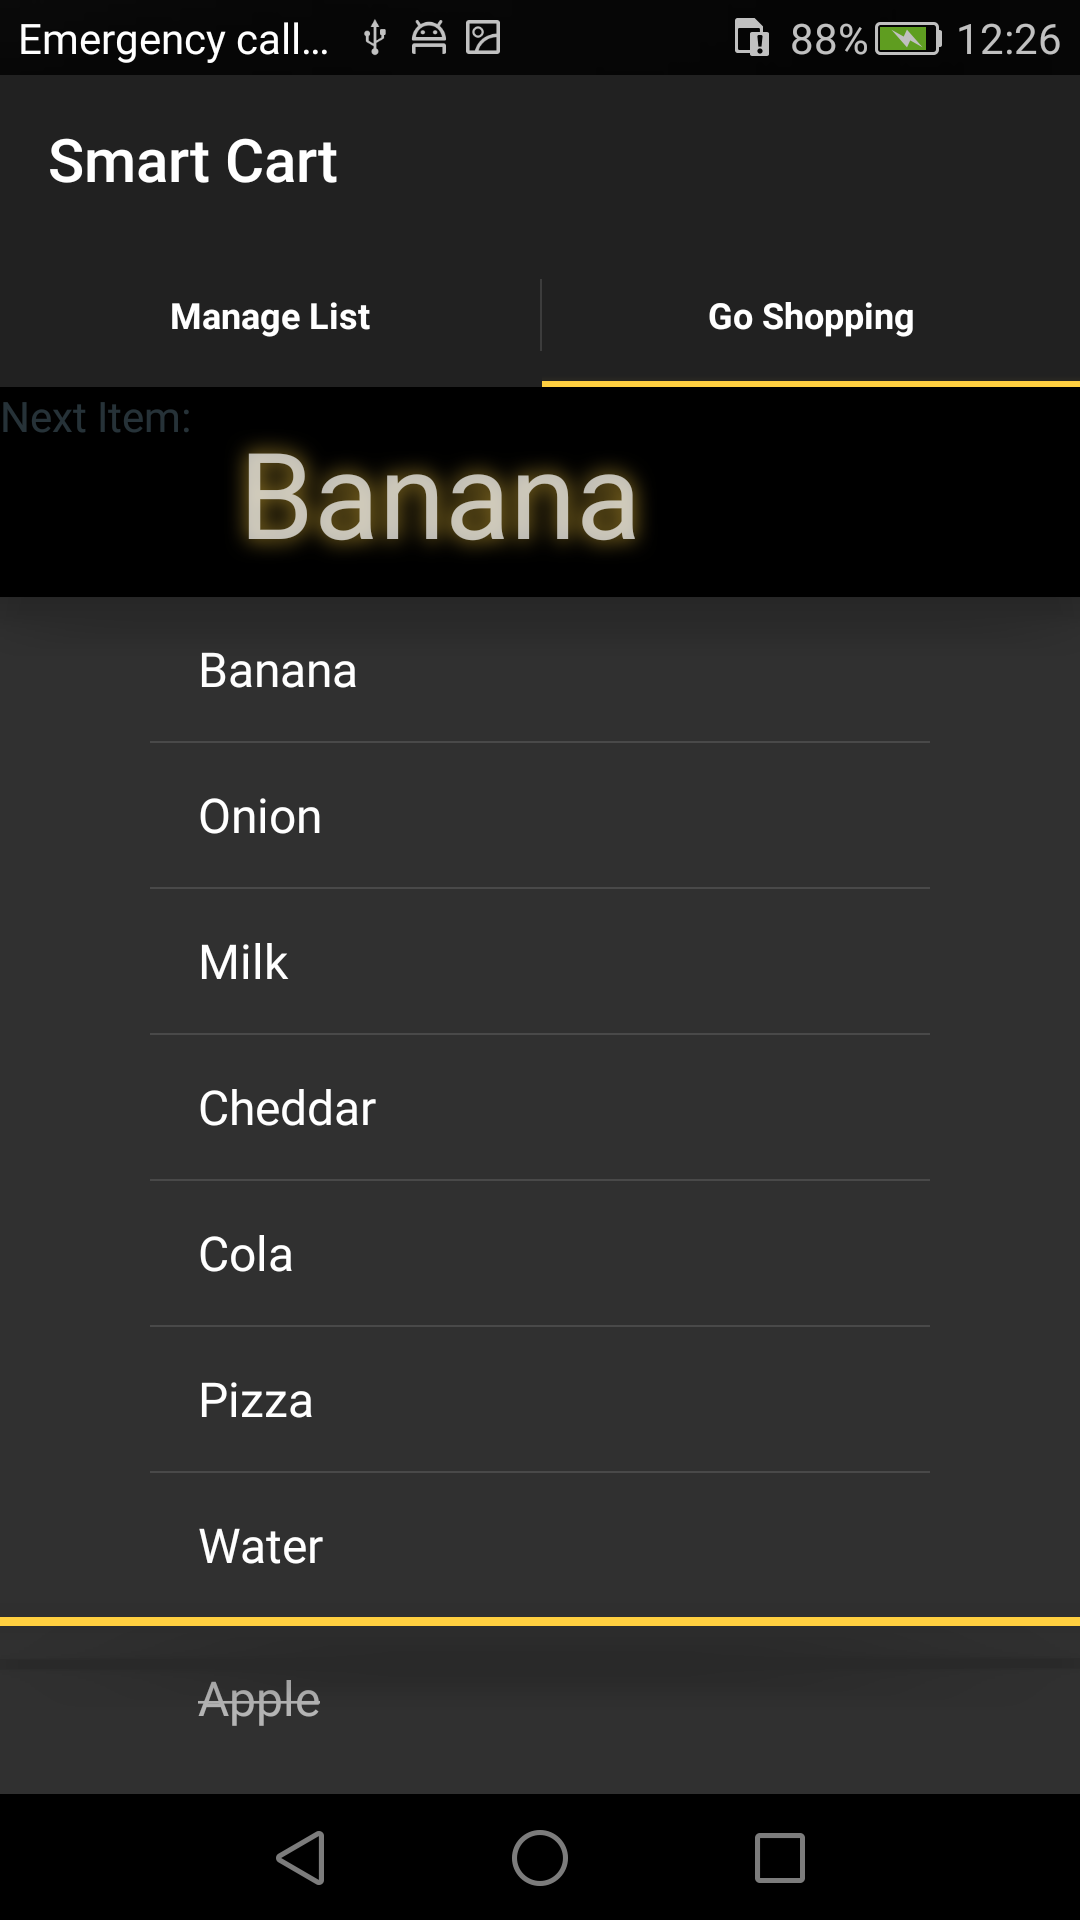 Emergency call... 88% 12:26
Smart Cart
Manage List Go Shopping
Next Item:
Banana
Banana
Onion
Milk
Cheddar
Cola
Pizza
Water
Apple